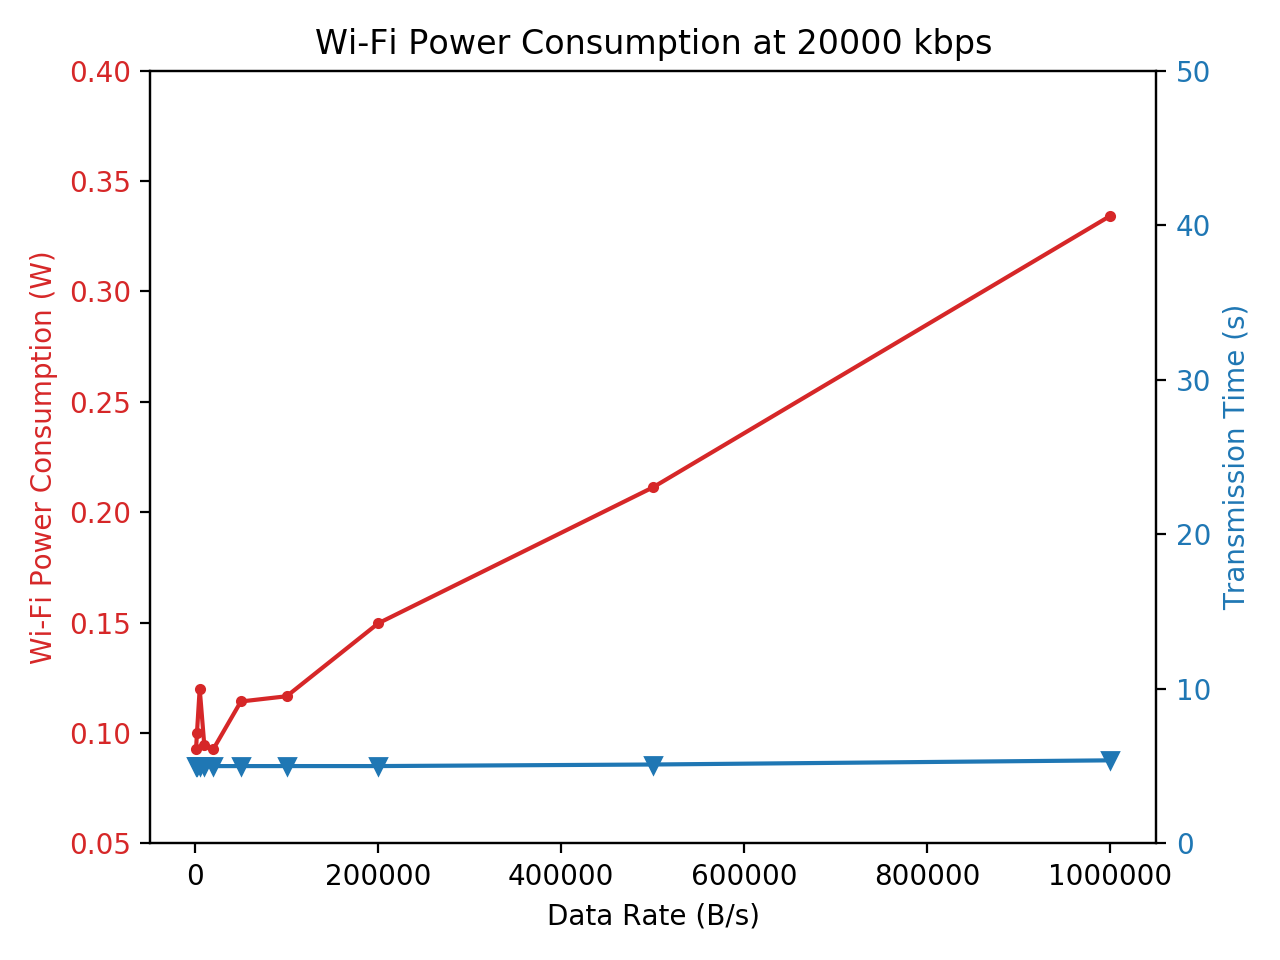 Wi-Fi Power Consumption at 20000 kbps
0.40
0.35
0.30
0.25
0.20
0.15
0.10
0.05
Wi-Fi Power Consumption (W)
50
40
30
20
10
0
Transmission Time (s)
0 200000 400000 600000 800000 1000000
Data Rate (B/s)